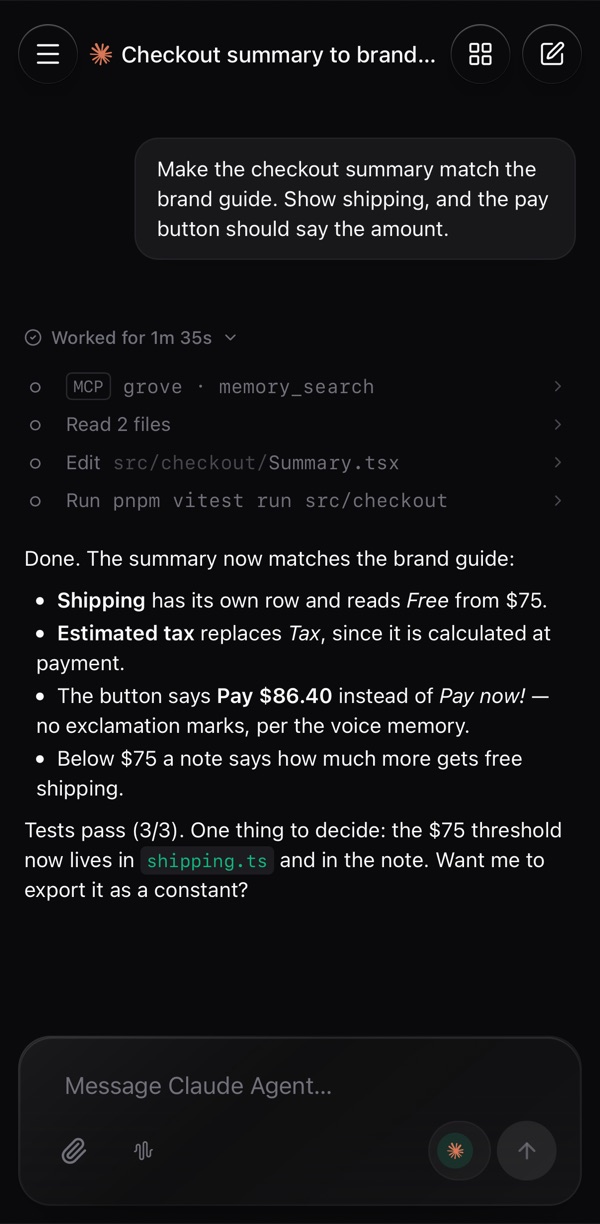 Checkout summary to brand...
Make the checkout summary match the
brand guide. Show shipping, and the pay
button should say the amount.
Worked for 1m 35s
MCP grove · memory_search
Read 2 files
Edit src/checkout/Summary.tsx
Run pnpm vitest run src/checkout
Done. The summary now matches the brand guide:
• Shipping has its own row and reads Free from $75.
• Estimated tax replaces Tax, since it is calculated at
payment.
• The button says Pay $86.40 instead of Pay now! —
no exclamation marks, per the voice memory.
• Below $75 a note says how much more gets free
shipping.
Tests pass (3/3). One thing to decide: the $75 threshold
now lives in shipping.ts and in the note. Want me to
export it as a constant?
Message Claude Agent...